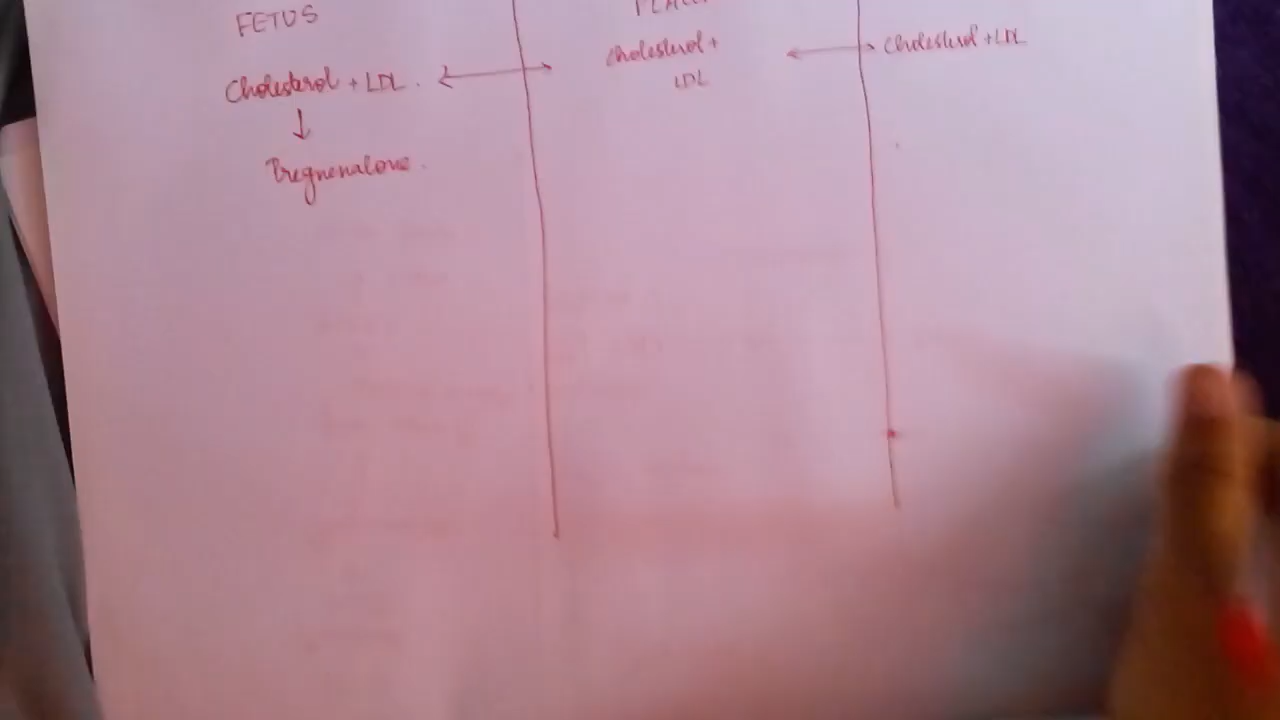 FETUS
Cholesterol + LDL.
Pregnenalone.
Cholesterol +
LDL
Cholesterol + LDL